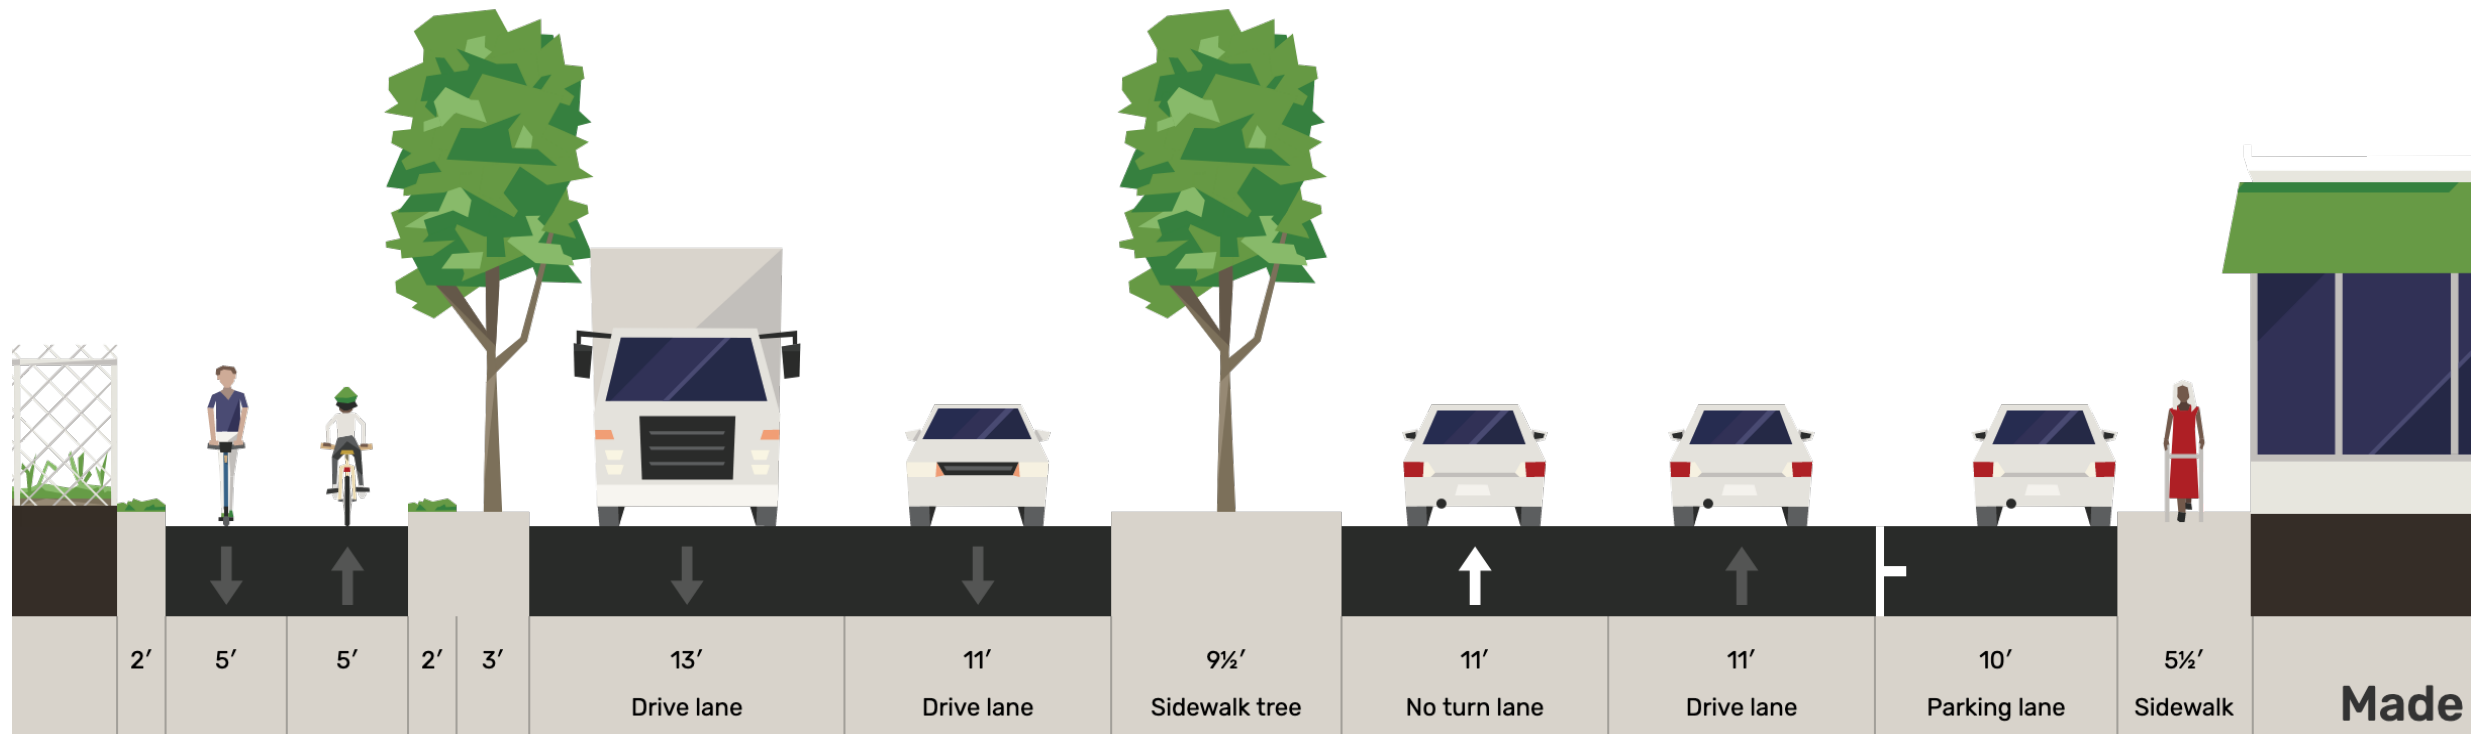 2′ 5′ 5′ 2′ 3′ 13′ 11′ 9½′ 11′ 11′ 10′ 5½′
Drive lane Drive lane Sidewalk tree No turn lane Drive lane Parking lane Sidewalk
Made